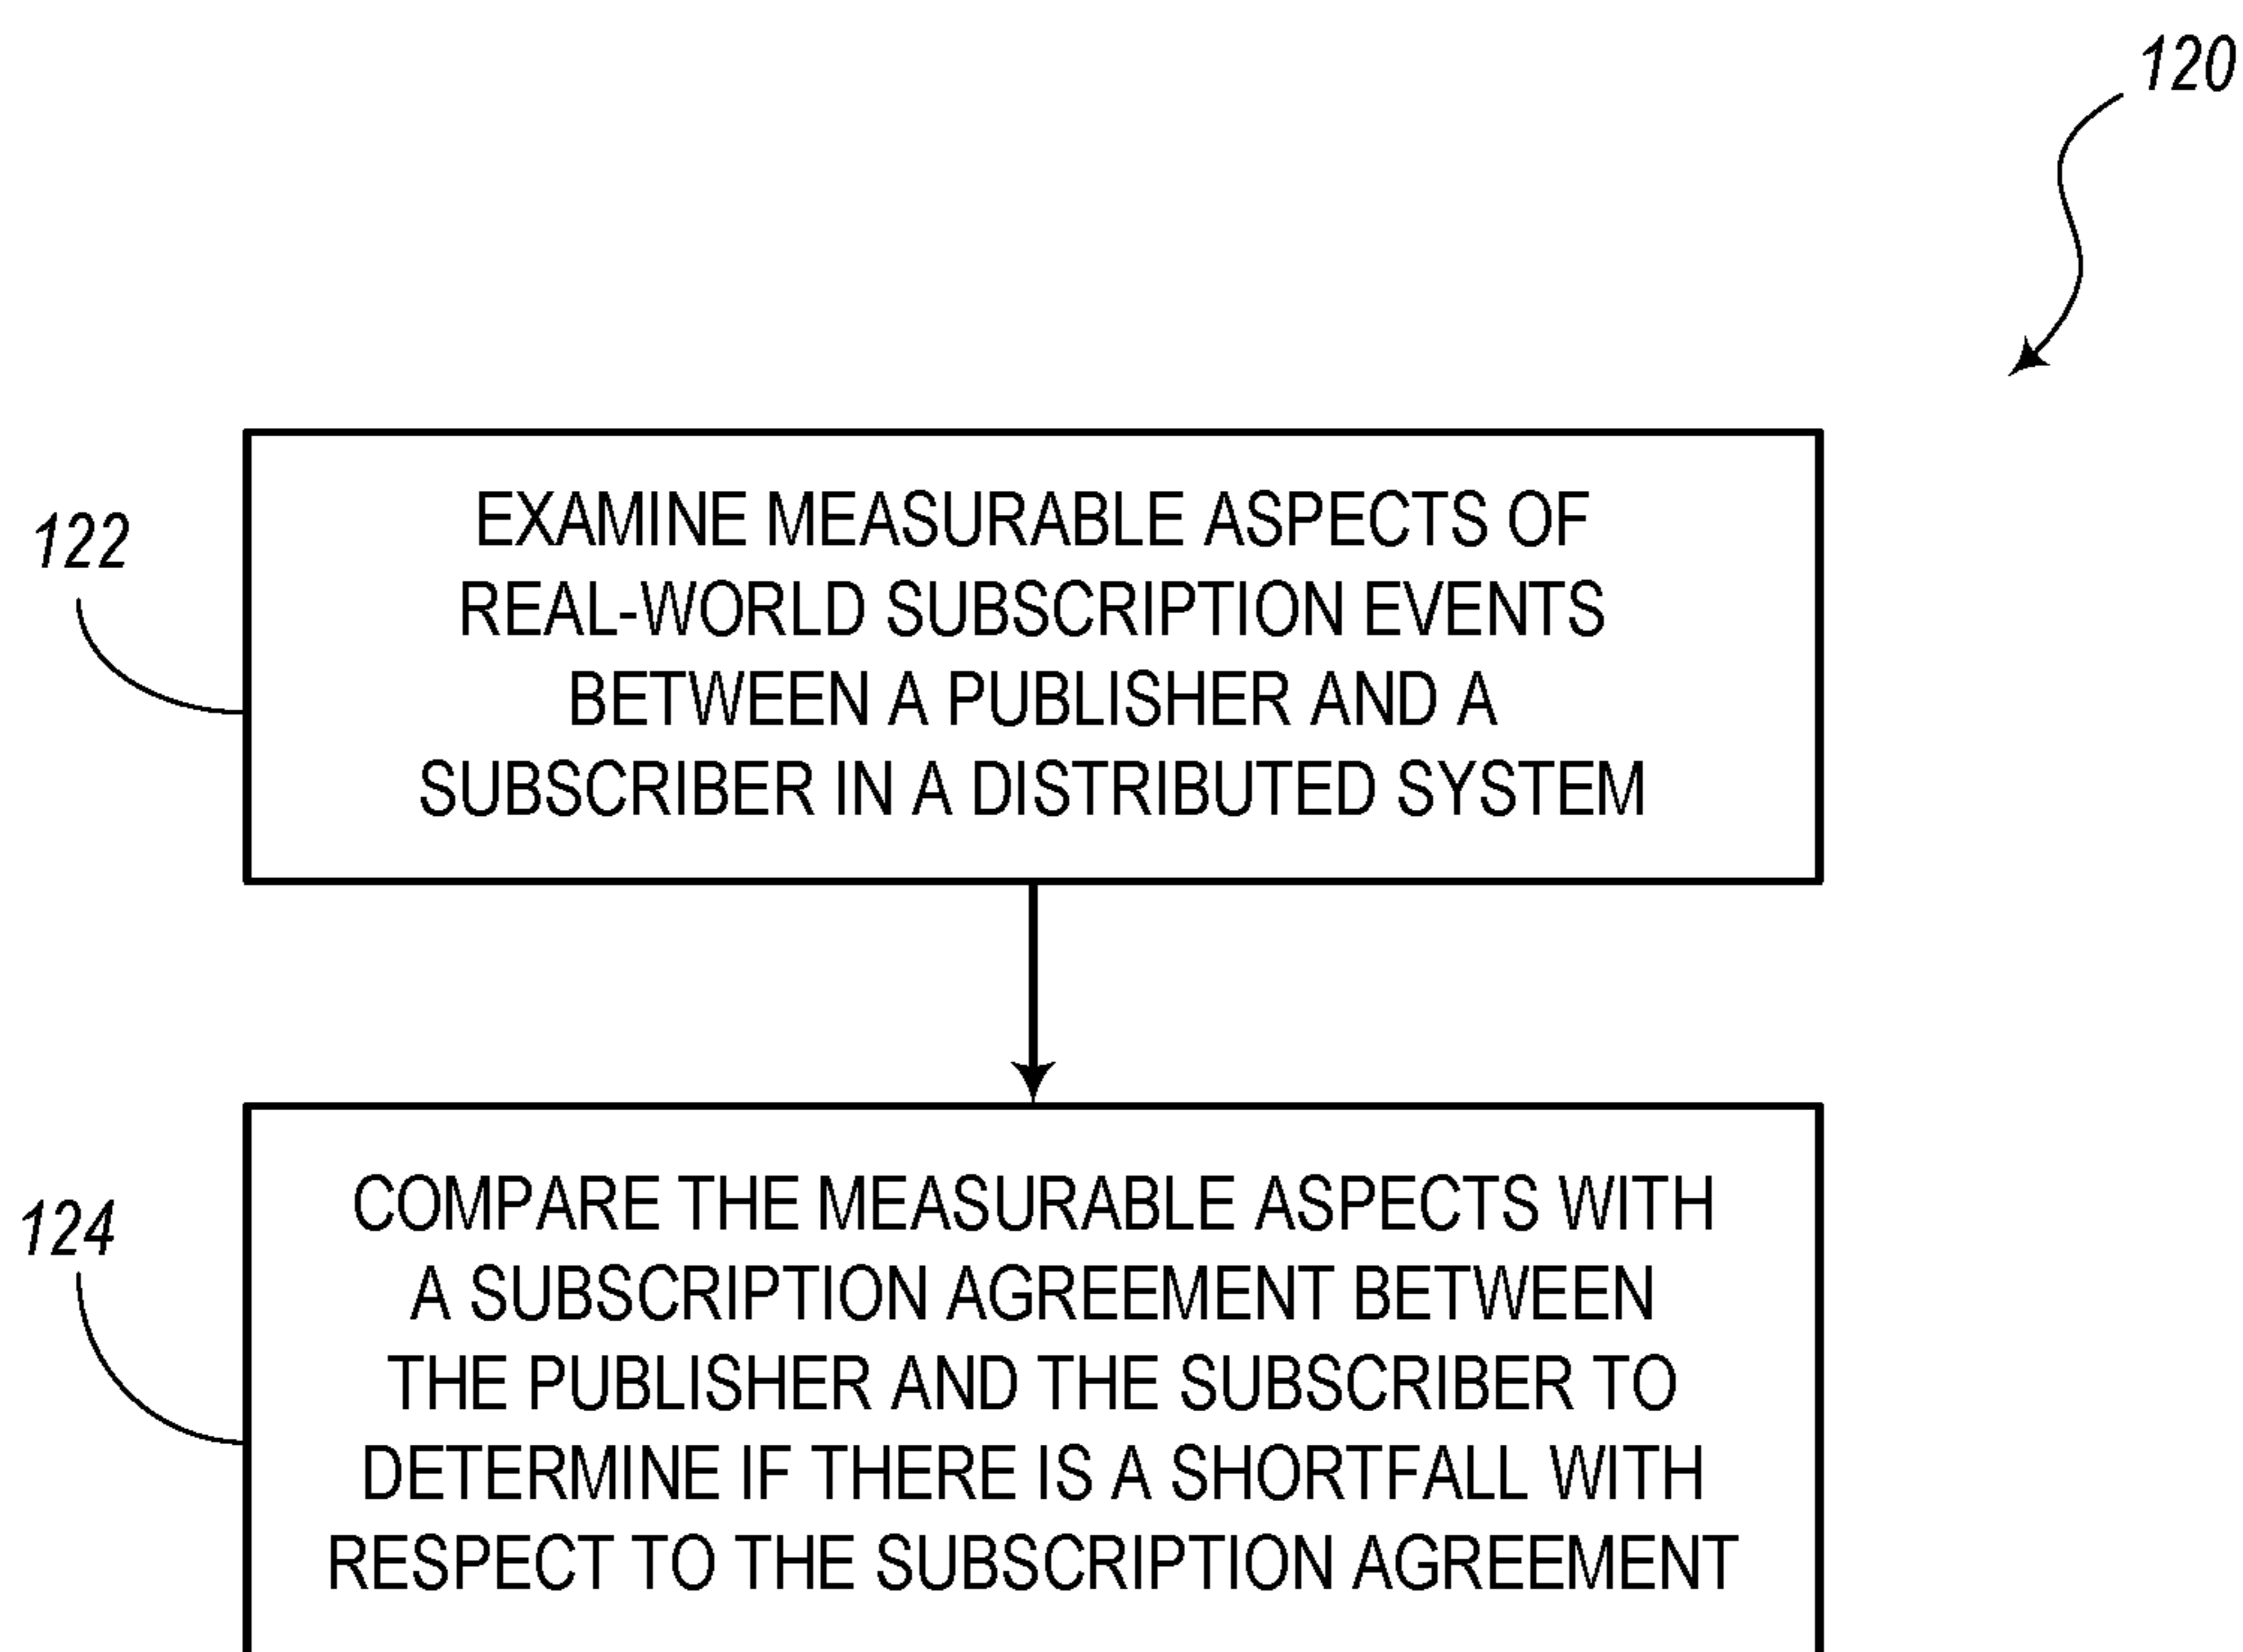 120
122
EXAMINE MEASURABLE ASPECTS OF
REAL-WORLD SUBSCRIPTION EVENTS
BETWEEN A PUBLISHER AND A
SUBSCRIBER IN A DISTRIBUTED SYSTEM
124
COMPARE THE MEASURABLE ASPECTS WITH
A SUBSCRIPTION AGREEMENT BETWEEN
THE PUBLISHER AND THE SUBSCRIBER TO
DETERMINE IF THERE IS A SHORTFALL WITH
RESPECT TO THE SUBSCRIPTION AGREEMENT